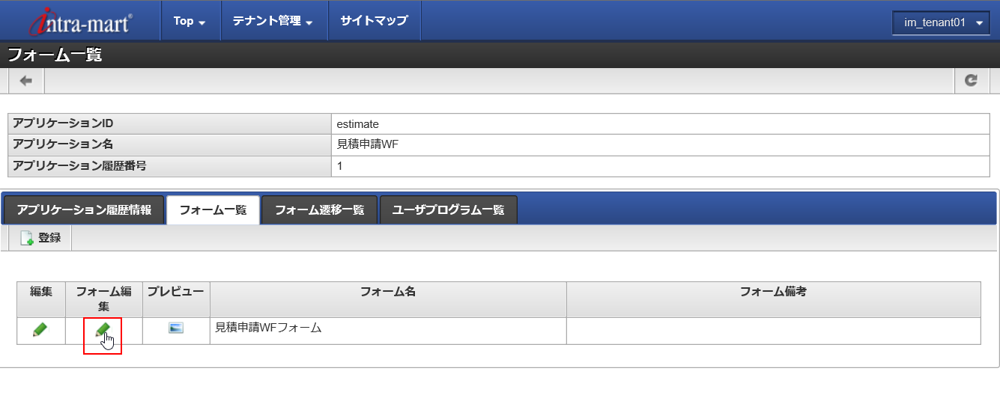 intra-mart®
Top
テナント管理
サイトマップ
im_tenant01
フォーム一覧
アプリケーションID
estimate
アプリケーション名
見積申請WF
アプリケーション履歴番号
1
アプリケーション履歴情報
フォーム一覧
フォーム遷移一覧
ユーザプログラム一覧
登録
編集
フォーム編
集
プレビュー
フォーム名
フォーム備考
見積申請WFフォーム